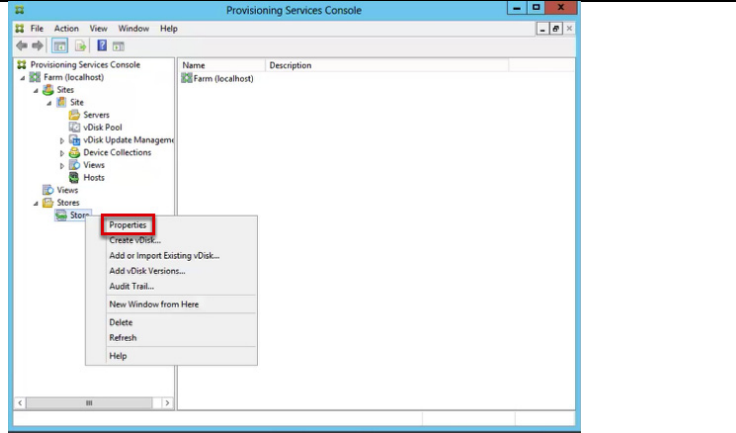 Provisioning Services Console
File Action View Window Help
Provisioning Services Console
Farm (localhost)
Sites
Site
Servers
vDisk Pool
vDisk Update Manageme
Device Collections
Views
Hosts
Views
Stores
Store
Name Description
Farm (localhost)
Properties
Create vDisk...
Add or Import Existing vDisk...
Add vDisk Versions...
Audit Trail...
New Window from Here
Delete
Refresh
Help